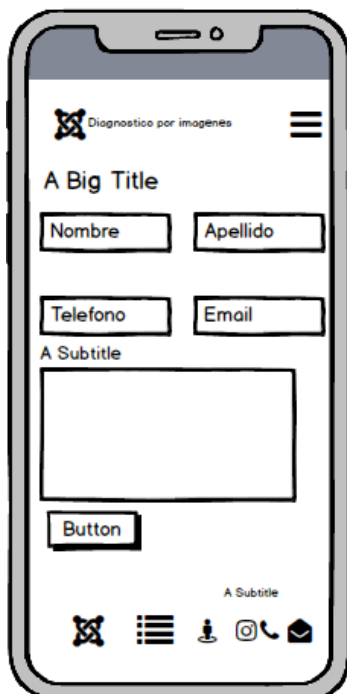 Diagnostico por imagenes
A Big Title
Nombre
Apellido
Telefono
Email
A Subtitle
Button
A Subtitle